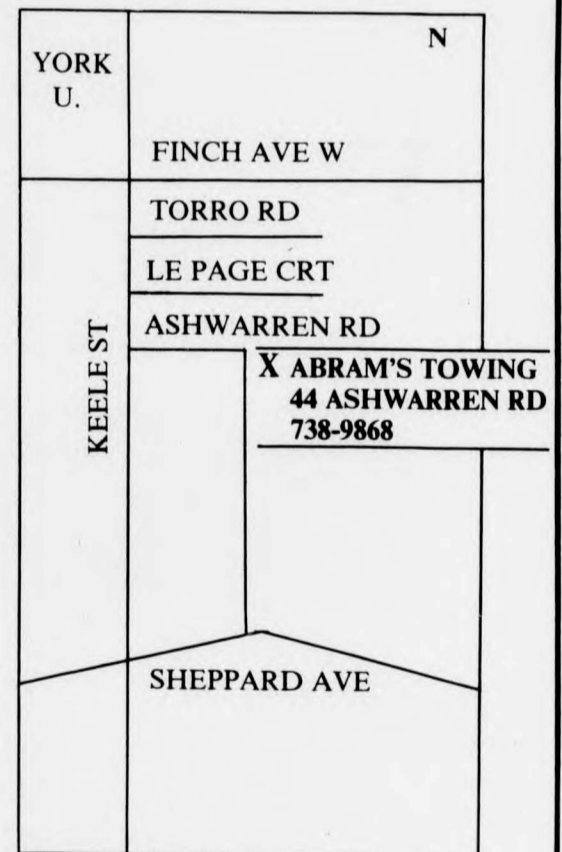 N
YORK
U.
FINCH AVE W
TORRO RD
LE PAGE CRT
ASHWARREN RD
KEELE ST
X ABRAM'S TOWING
44 ASHWARREN RD
738-9868
SHEPPARD AVE